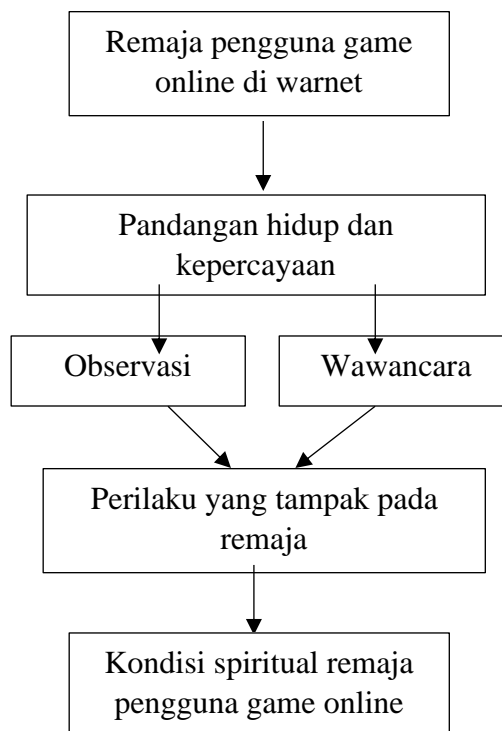 Remaja pengguna game
online di warnet
Pandangan hidup dan
kepercayaan
Observasi
Wawancara
Perilaku yang tampak pada
remaja
Kondisi spiritual remaja
pengguna game online